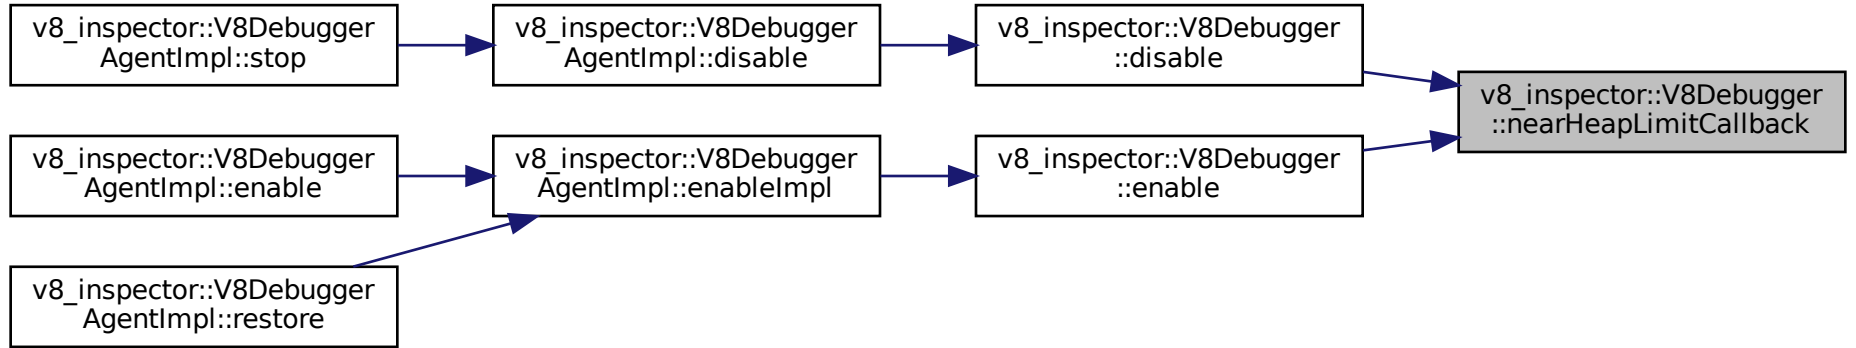 v8_inspector::V8Debugger
AgentImpl::stop
v8_inspector::V8Debugger
AgentImpl::disable
v8_inspector::V8Debugger
::disable
v8_inspector::V8Debugger
::nearHeapLimitCallback
v8_inspector::V8Debugger
AgentImpl::enable
v8_inspector::V8Debugger
AgentImpl::enableImpl
v8_inspector::V8Debugger
::enable
v8_inspector::V8Debugger
AgentImpl::restore